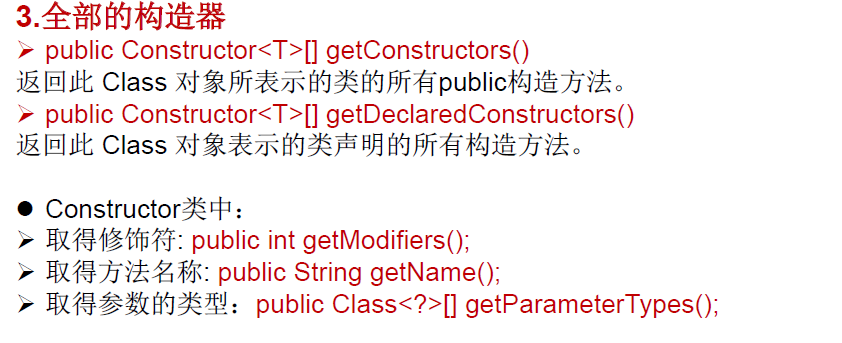 3.全部的构造器
➢ public Constructor<T>[] getConstructors()
返回此 Class 对象所表示的类的所有public构造方法。
➢ public Constructor<T>[] getDeclaredConstructors()
返回此 Class 对象表示的类声明的所有构造方法。
● Constructor类中：
➢ 取得修饰符: public int getModifiers();
➢ 取得方法名称: public String getName();
➢ 取得参数的类型：public Class<?>[] getParameterTypes();